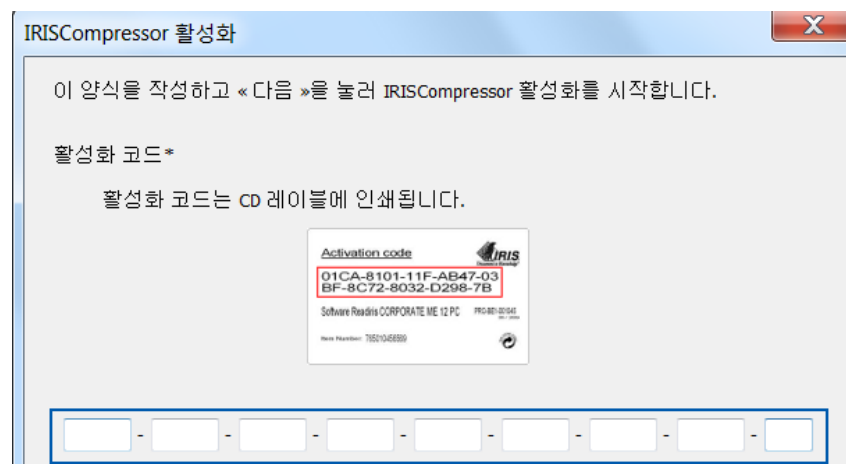 IRISCompressor 활성화
X
이 양식을 작성하고 « 다음 »을 눌러 IRISCompressor 활성화를 시작합니다.
활성화 코드*
활성화 코드는 CD 레이블에 인쇄됩니다.
Activation code
IRIS
01CA-8101-11F-AB47-03
BF-8C72-8032-D298-7B
Software Readiris CORPORATE ME 12 PC
Item Number: 765010456589
- - - - - - - -